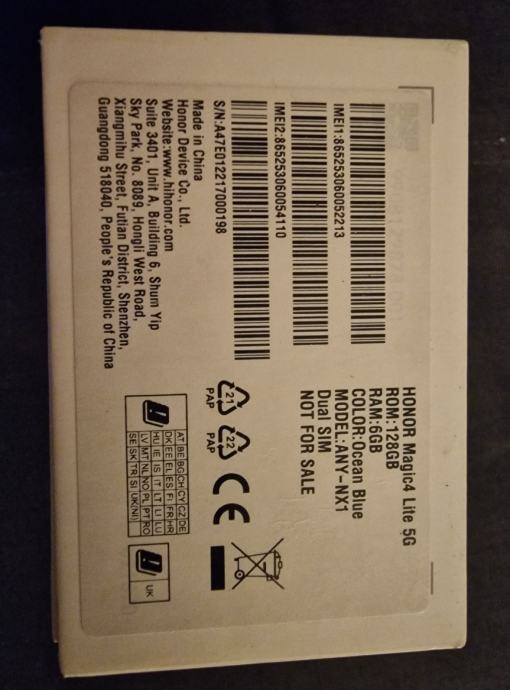 HONOR Magic4 Lite 5G
ROM:128GB
RAM:6GB
COLOR:Ocean Blue
MODEL:ANY-NX1
Dual SIM
NOT FOR SALE
IMEI1:865253060052213
IMEI2:865253060054110
S/N:A47E012217000198
Made in China
Honor Device Co., Ltd.
Website:www.hihonor.com
Suite 3401, Unit A, Building 6, Shum Yip
Sky Park, No. 8089, Hongli West Road,
Xiangmihu Street, Futian District, Shenzhen,
Guangdong 518040, People's Republic of China
21
PAP
22
PAP
CE
AT BE BG CH CY CZ DE
DK EE EL ES FI FR HR
HU IE IS IT LT LI LU
LV MT NL NO PL PT RO
SE SK TR SI UK(NI)
UK